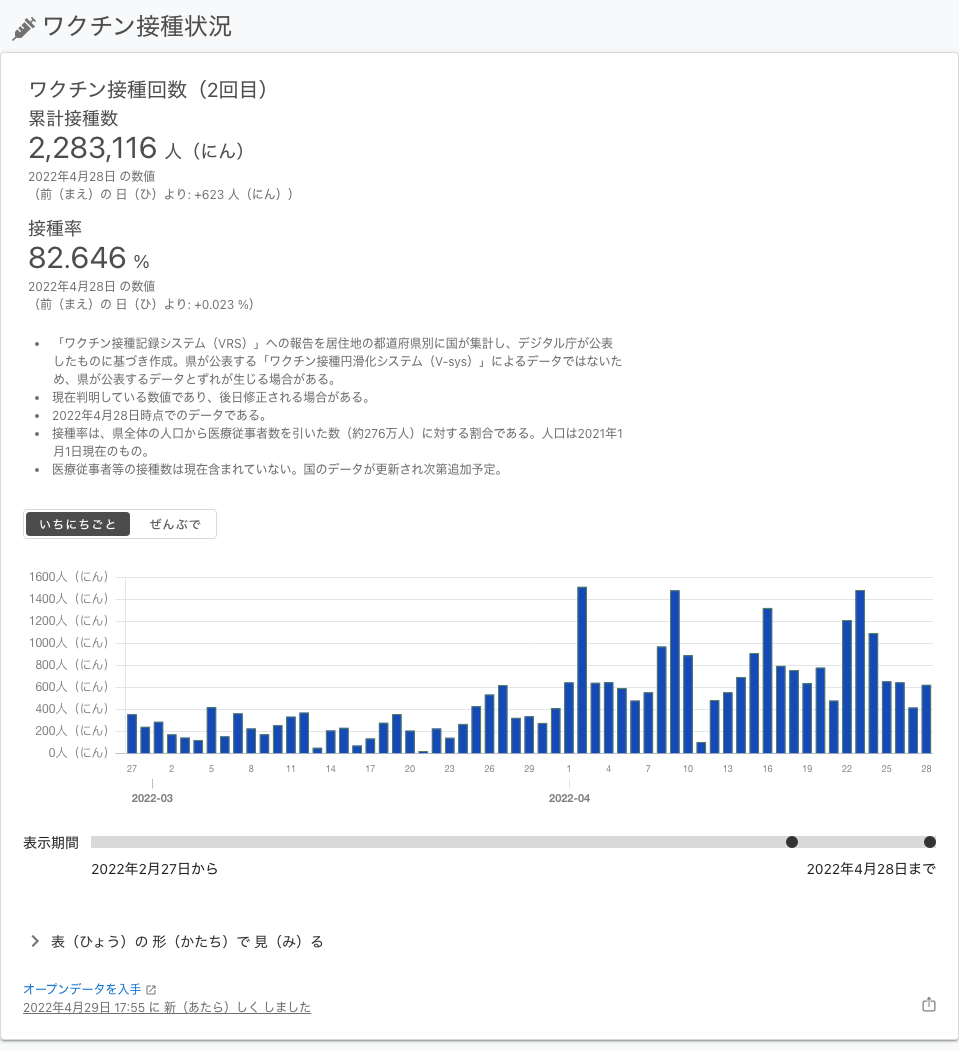 ワクチン接種状況
ワクチン接種回数（2回目）
累計接種数
2,283,116 人（にん）
2022年4月28日 の数値
（前（まえ）の 日（ひ）より: +623 人（にん））
接種率
82.646 %
2022年4月28日 の数値
（前（まえ）の 日（ひ）より: +0.023 %）
• 「ワクチン接種記録システム（VRS）」への報告を居住地の都道府県別に国が集計し、デジタル庁が公表
したものに基づき作成。県が公表する「ワクチン接種円滑化システム（V-sys）」によるデータではないた
め、県が公表するデータとずれが生じる場合がある。
• 現在判明している数値であり、後日修正される場合がある。
• 2022年4月28日時点でのデータである。
• 接種率は、県全体の人口から医療従事者数を引いた数（約276万人）に対する割合である。人口は2021年1
月1日現在のもの。
• 医療従事者等の接種数は現在含まれていない。国のデータが更新され次第追加予定。
いちにちごと ぜんぶで
1600人（にん）
1400人（にん）
1200人（にん）
1000人（にん）
800人（にん）
600人（にん）
400人（にん）
200人（にん）
0人（にん）
27 2 5 8 11 14 17 20 23 26 29 1 4 7 10 13 16 19 22 25 28
2022-03 2022-04
表示期間
2022年2月27日から 2022年4月28日まで
表（ひょう）の 形（かたち）で 見（み）る
オープンデータを入手
2022年4月29日 17:55 に 新（あたら）しく しました